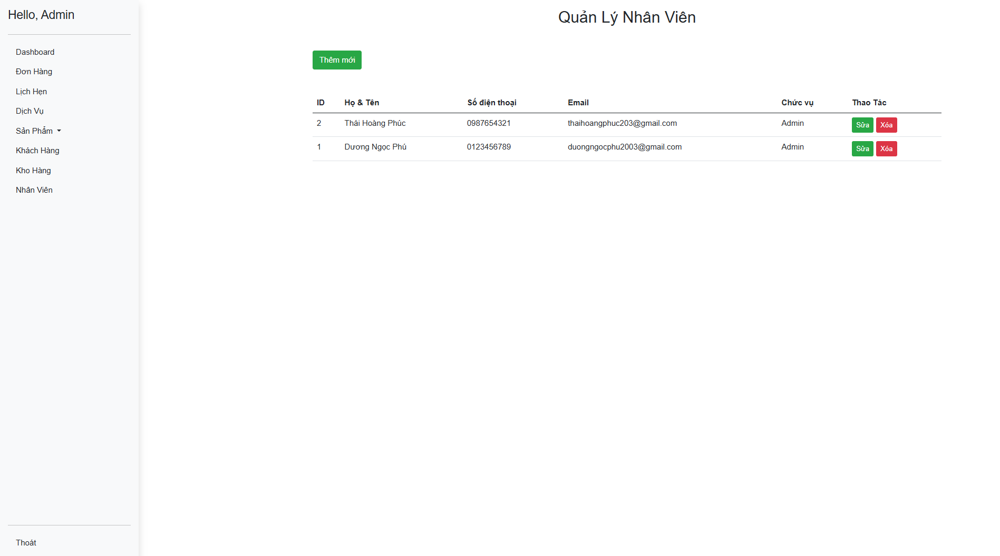 Hello, Admin
Dashboard
Đơn Hàng
Lịch Hẹn
Dịch Vụ
Sản Phẩm
Khách Hàng
Kho Hàng
Nhân Viên
Thoát
Quản Lý Nhân Viên
Thêm mới
ID Họ & Tên Số điện thoại Email Chức vụ Thao Tác
2 Thái Hoàng Phúc 0987654321 thaihoangphuc203@gmail.com Admin Sửa Xóa
1 Dương Ngọc Phú 0123456789 duongngocphu2003@gmail.com Admin Sửa Xóa